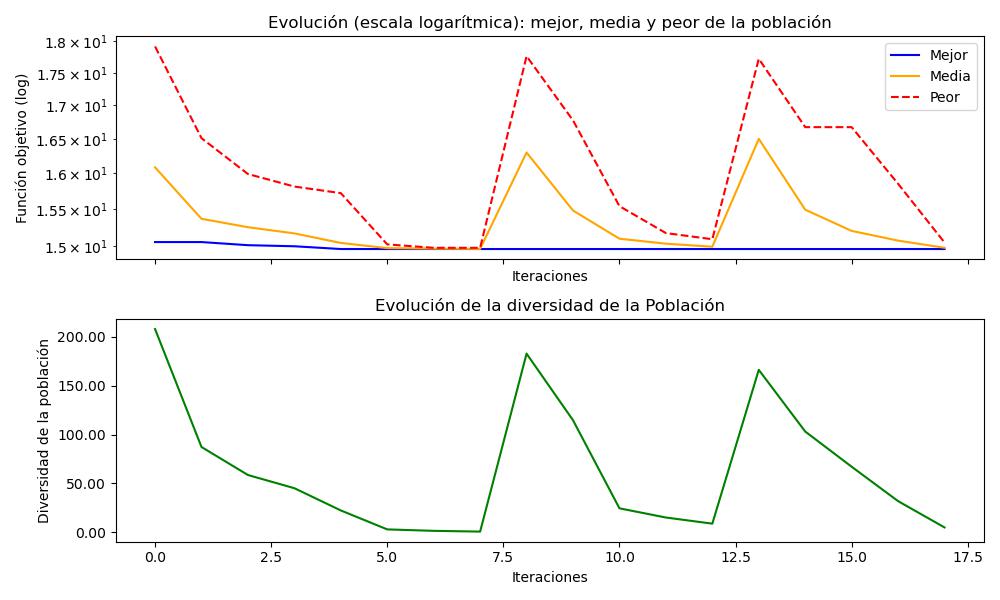 Evolución (escala logarítmica): mejor, media y peor de la población
1.8 × 10¹
1.75 × 10¹
1.7 × 10¹
1.65 × 10¹
1.6 × 10¹
1.55 × 10¹
1.5 × 10¹
Función objetivo (log)
Mejor
Media
Peor
Iteraciones
Evolución de la diversidad de la Población
200.00
150.00
100.00
50.00
0.00
Diversidad de la población
0.0 2.5 5.0 7.5 10.0 12.5 15.0 17.5
Iteraciones